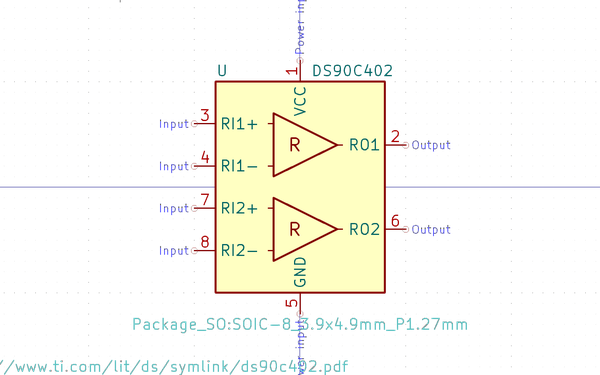 Power in
U DS90C402
1
VCC
Input 3 RI1+
R RO1 2 Output
Input 4 RI1-
Input 7 RI2+
R RO2 6 Output
Input 8 RI2-
GND
5
Package_SO:SOIC-8_3.9x4.9mm_P1.27mm
input
//www.ti.com/lit/ds/symlink/ds90c402.pdf